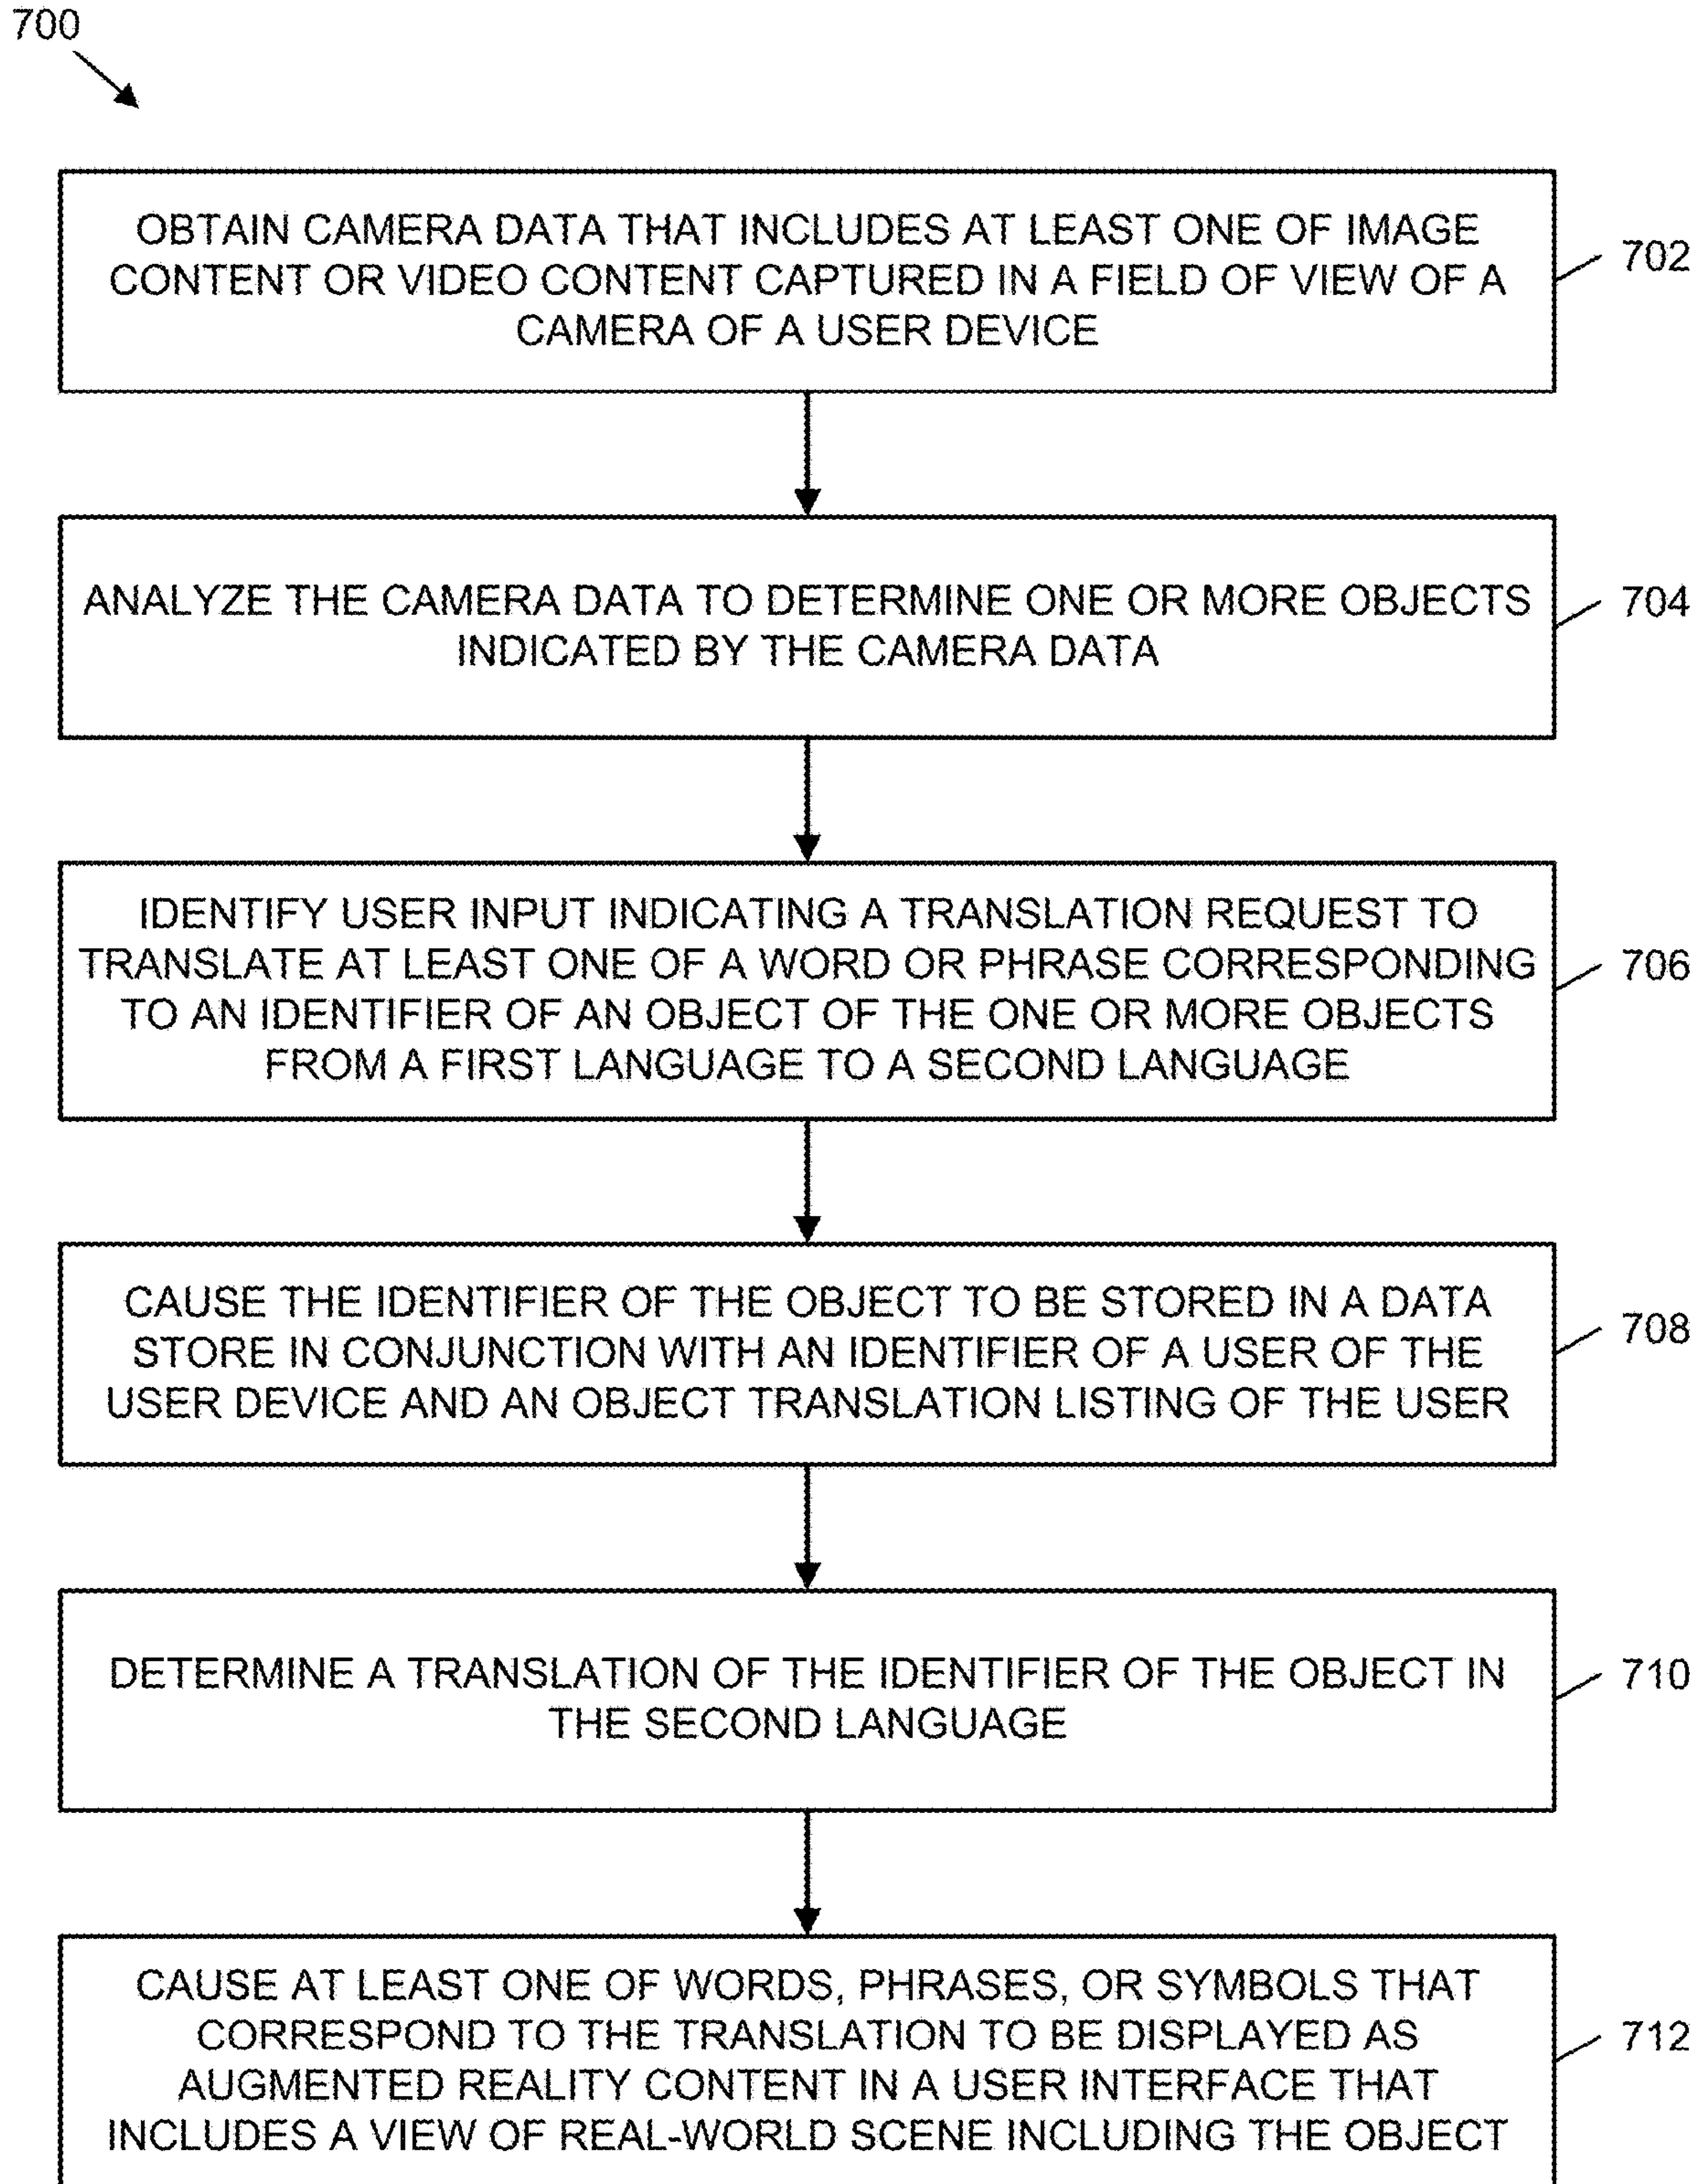 700
OBTAIN CAMERA DATA THAT INCLUDES AT LEAST ONE OF IMAGE
CONTENT OR VIDEO CONTENT CAPTURED IN A FIELD OF VIEW OF A
CAMERA OF A USER DEVICE
702
ANALYZE THE CAMERA DATA TO DETERMINE ONE OR MORE OBJECTS
INDICATED BY THE CAMERA DATA
704
IDENTIFY USER INPUT INDICATING A TRANSLATION REQUEST TO
TRANSLATE AT LEAST ONE OF A WORD OR PHRASE CORRESPONDING
TO AN IDENTIFIER OF AN OBJECT OF THE ONE OR MORE OBJECTS
FROM A FIRST LANGUAGE TO A SECOND LANGUAGE
706
CAUSE THE IDENTIFIER OF THE OBJECT TO BE STORED IN A DATA
STORE IN CONJUNCTION WITH AN IDENTIFIER OF A USER OF THE
USER DEVICE AND AN OBJECT TRANSLATION LISTING OF THE USER
708
DETERMINE A TRANSLATION OF THE IDENTIFIER OF THE OBJECT IN
THE SECOND LANGUAGE
710
CAUSE AT LEAST ONE OF WORDS, PHRASES, OR SYMBOLS THAT
CORRESPOND TO THE TRANSLATION TO BE DISPLAYED AS
AUGMENTED REALITY CONTENT IN A USER INTERFACE THAT
INCLUDES A VIEW OF REAL-WORLD SCENE INCLUDING THE OBJECT
712